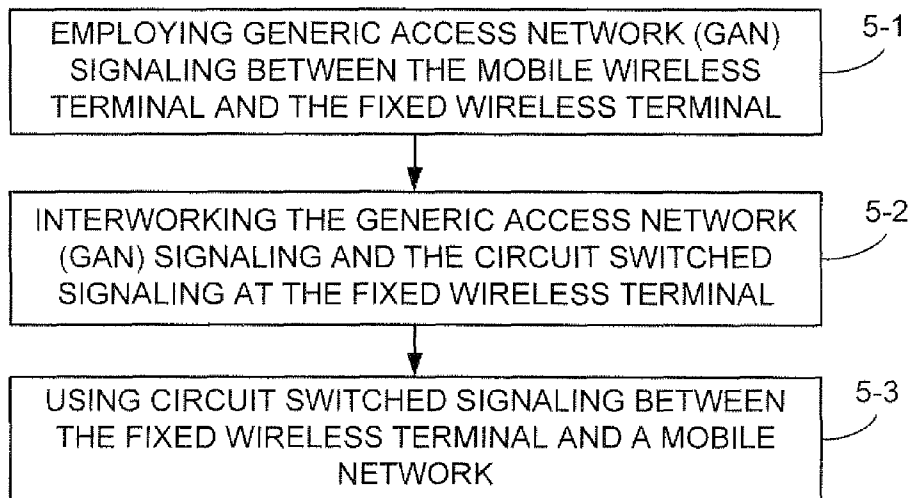 EMPLOYING GENERIC ACCESS NETWORK (GAN)
SIGNALING BETWEEN THE MOBILE WIRELESS
TERMINAL AND THE FIXED WIRELESS TERMINAL
5-1
INTERWORKING THE GENERIC ACCESS NETWORK
(GAN) SIGNALING AND THE CIRCUIT SWITCHED
SIGNALING AT THE FIXED WIRELESS TERMINAL
5-2
USING CIRCUIT SWITCHED SIGNALING BETWEEN
THE FIXED WIRELESS TERMINAL AND A MOBILE
NETWORK
5-3